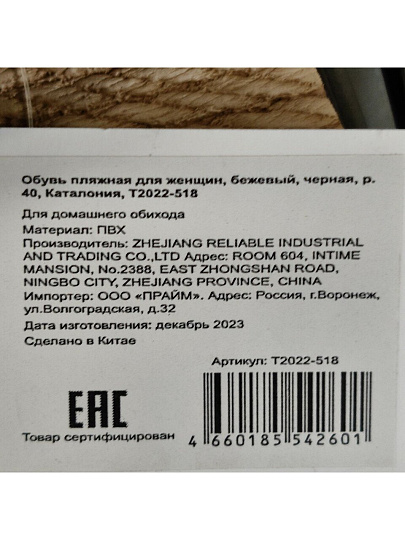 Обувь пляжная для женщин, бежевый, черная, р.
40, Каталония, Т2022-518
Для домашнего обихода
Материал: ПВХ
Производитель: ZHEJIANG RELIABLE INDUSTRIAL
AND TRADING CO.,LTD Адрес: ROOM 604, INTIME
MANSION, No.2388, EAST ZHONGSHAN ROAD,
NINGBO CITY, ZHEJIANG PROVINCE, CHINA
Импортер: ООО «ПРАЙМ». Адрес: Россия, г.Воронеж,
ул.Волгоградская, д.32
Дата изготовления: декабрь 2023
Сделано в Китае
Артикул: Т2022-518
ЕАС
Товар сертифицирован
4 660185 542601